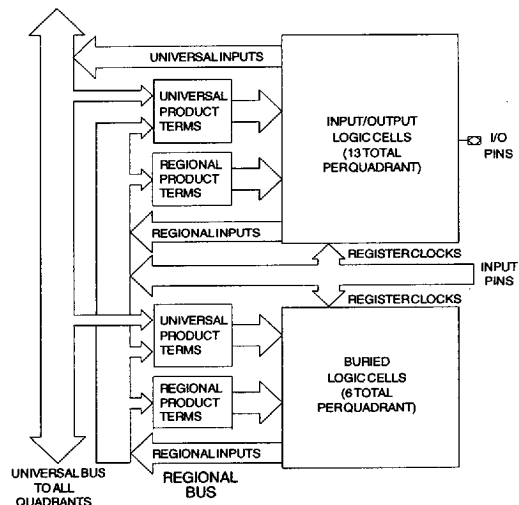 UNIVERSAL INPUTS
UNIVERSAL
PRODUCT
TERMS
INPUT/OUTPUT
LOGIC CELLS
(13 TOTAL
PER QUADRANT)
I/O
PINS
REGIONAL
PRODUCT
TERMS
REGIONAL INPUTS
REGISTER CLOCKS
INPUT
PINS
REGISTER CLOCKS
UNIVERSAL
PRODUCT
TERMS
BURIED
LOGIC CELLS
(6 TOTAL
PER QUADRANT)
REGIONAL
PRODUCT
TERMS
REGIONAL INPUTS
UNIVERSAL BUS
TO ALL
QUADRANTS
REGIONAL
BUS